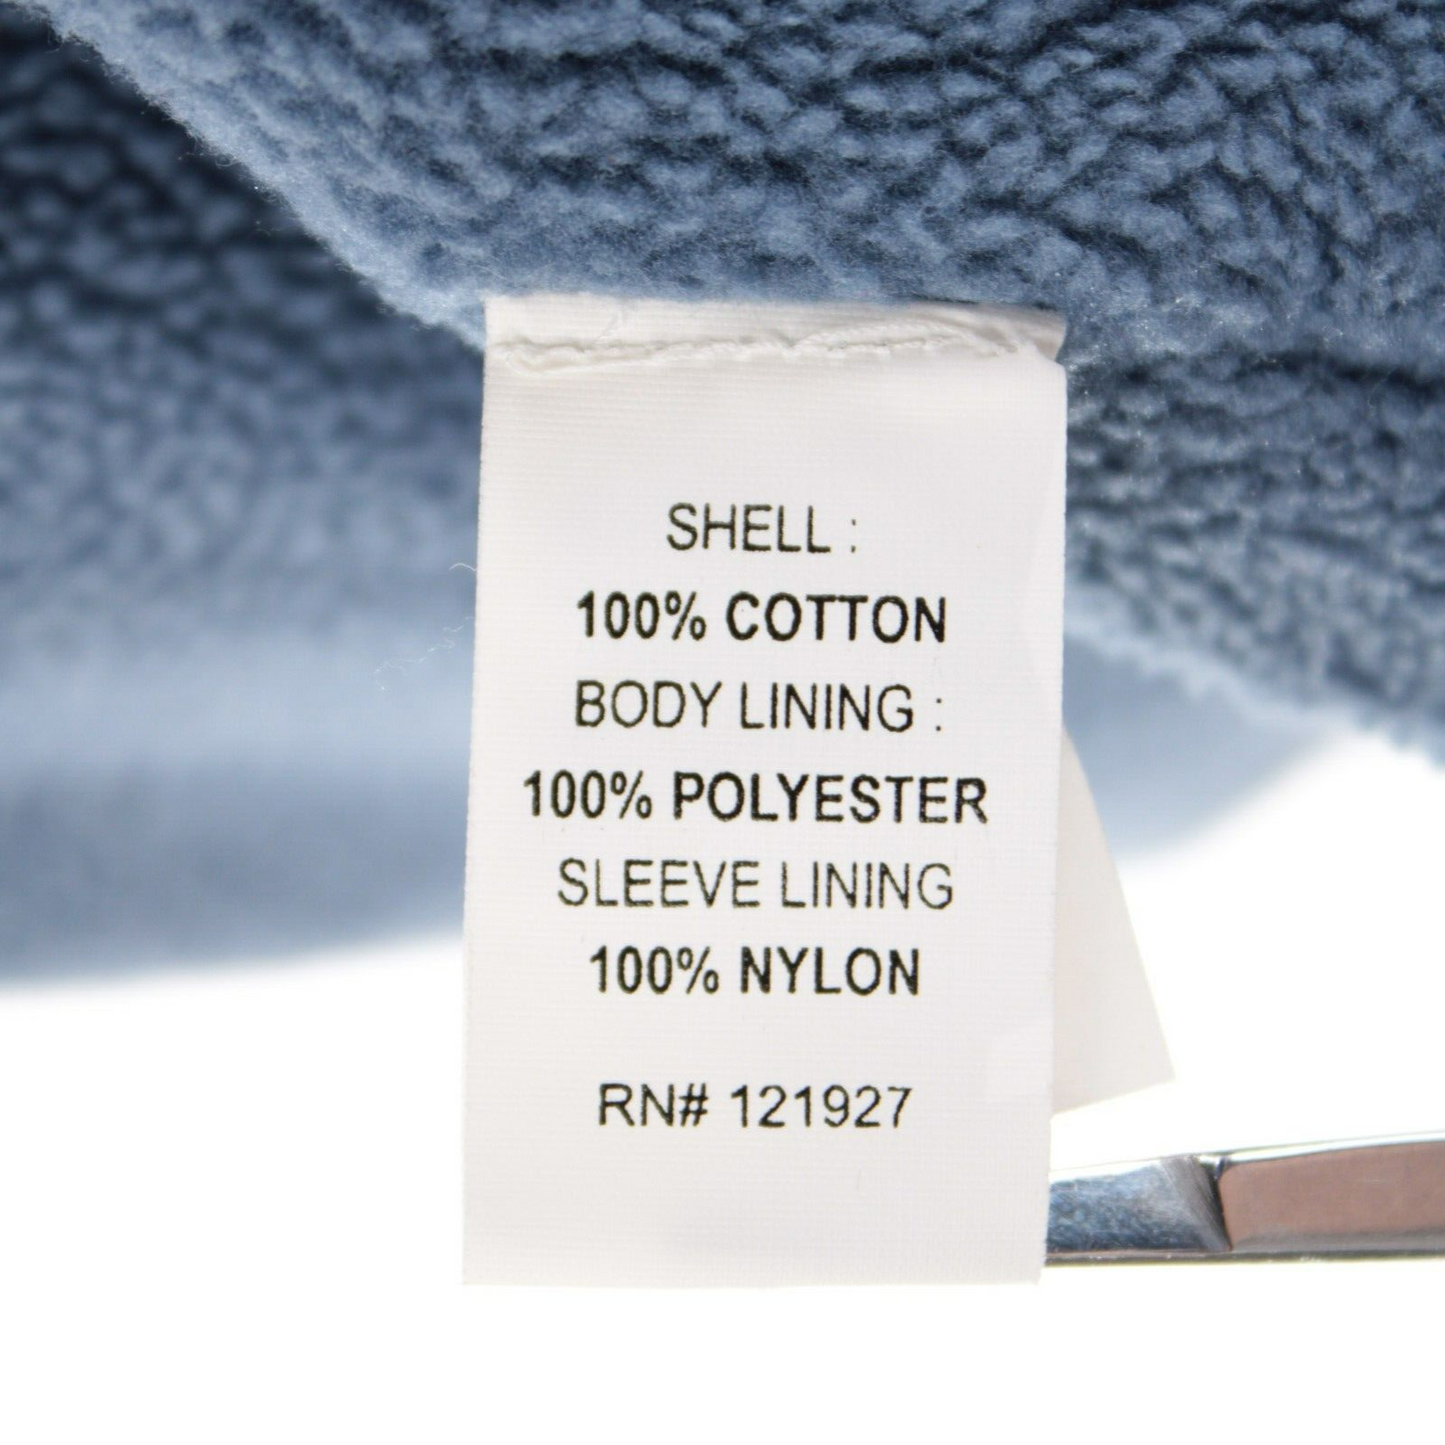 SHELL :
100% COTTON
BODY LINING :
100% POLYESTER
SLEEVE LINING
100% NYLON
RN# 121927